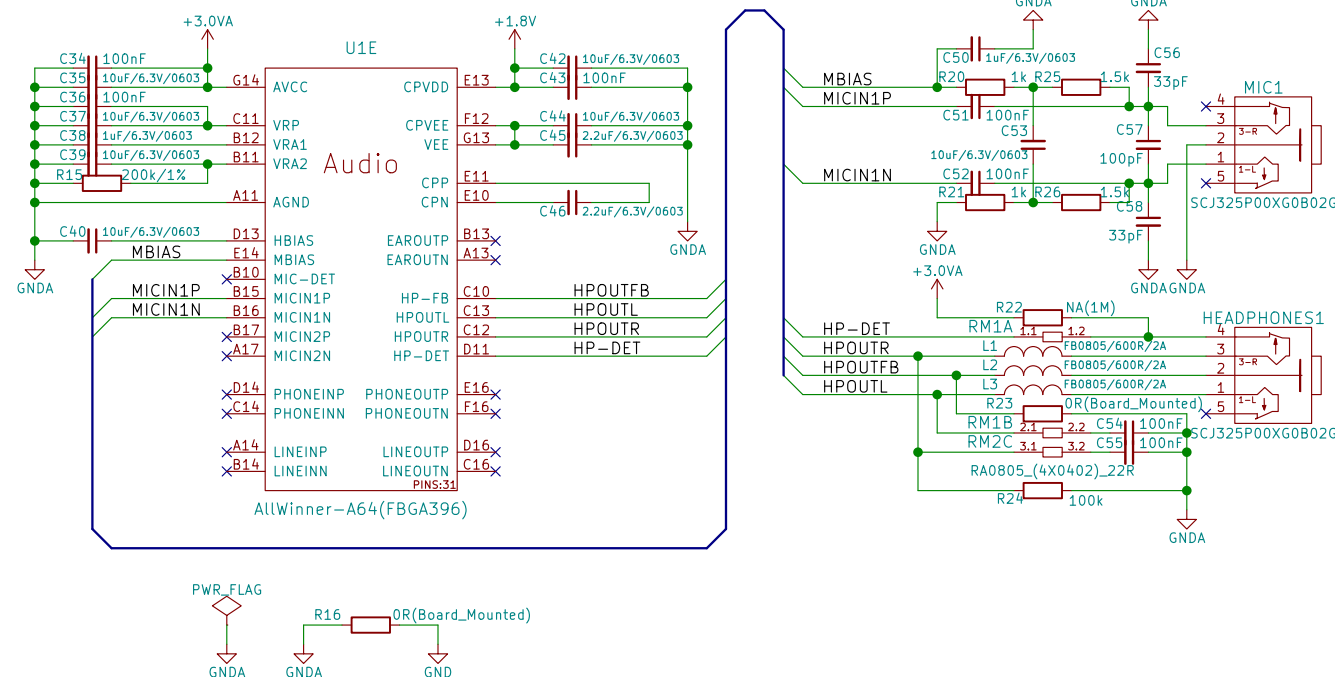 +3.0VA
+1.8V
U1E
C34 100nF
C35 10uF/6.3V/0603
C36 100nF
C37 10uF/6.3V/0603
C38 1uF/6.3V/0603
C39 10uF/6.3V/0603
R15 200k/1%
C40 10uF/6.3V/0603
GNDA
G14 AVCC
C11 VRP
B12 VRA1
B11 VRA2
A11 AGND
D13 HBIAS
MBIAS E14 MBIAS
B10 MIC-DET
MICIN1P B15 MICIN1P
MICIN1N B16 MICIN1N
B17 MICIN2P
A17 MICIN2N
D14 PHONEINP
C14 PHONEINN
A14 LINEINP
B14 LINEINN
Audio
CPVDD E13
CPVEE F12
VEE G13
CPP E11
CPN E10
EAROUTP B13
EAROUTN A13
HP-FB C10 HPOUTFB
HPOUTL C13 HPOUTL
HPOUTR C12 HPOUTR
HP-DET D11 HP-DET
PHONEOUTP E16
PHONEOUTN F16
LINEOUTP D16
LINEOUTN C16
PINS:31
AllWinner-A64(FBGA396)
C42 10uF/6.3V/0603
C43 100nF
C44 10uF/6.3V/0603
C45 2.2uF/6.3V/0603
C46 2.2uF/6.3V/0603
GNDA
PWR_FLAG
GNDA
R16 0R(Board_Mounted)
GNDA
GND
GNDA
GNDA
C50 1uF/6.3V/0603
MBIAS
R20 1k
R25 1.5k
MICIN1P
C51 100nF
C53
10uF/6.3V/0603
C56
33pF
C57
100pF
MICIN1N
C52 100nF
R21 1k
R26 1.5k
C58
33pF
GNDA
GNDA
GNDA
MIC1
4
3
2
1
5
3-R
1-L
SCJ325P00XG0B02G
+3.0VA
R22 NA(1M)
HP-DET
RM1A
1.1 1.2
HPOUTR
L1 FB0805/600R/2A
HPOUTFB
L2 FB0805/600R/2A
HPOUTL
L3 FB0805/600R/2A
R23 0R(Board_Mounted)
RM1B 2.1 2.2 C54 100nF
RM2C 3.1 3.2 C55 100nF
RA0805_(4X0402)_22R
R24 100k
GNDA
HEADPHONES1
4
3
2
1
5
3-R
1-L
SCJ325P00XG0B02G